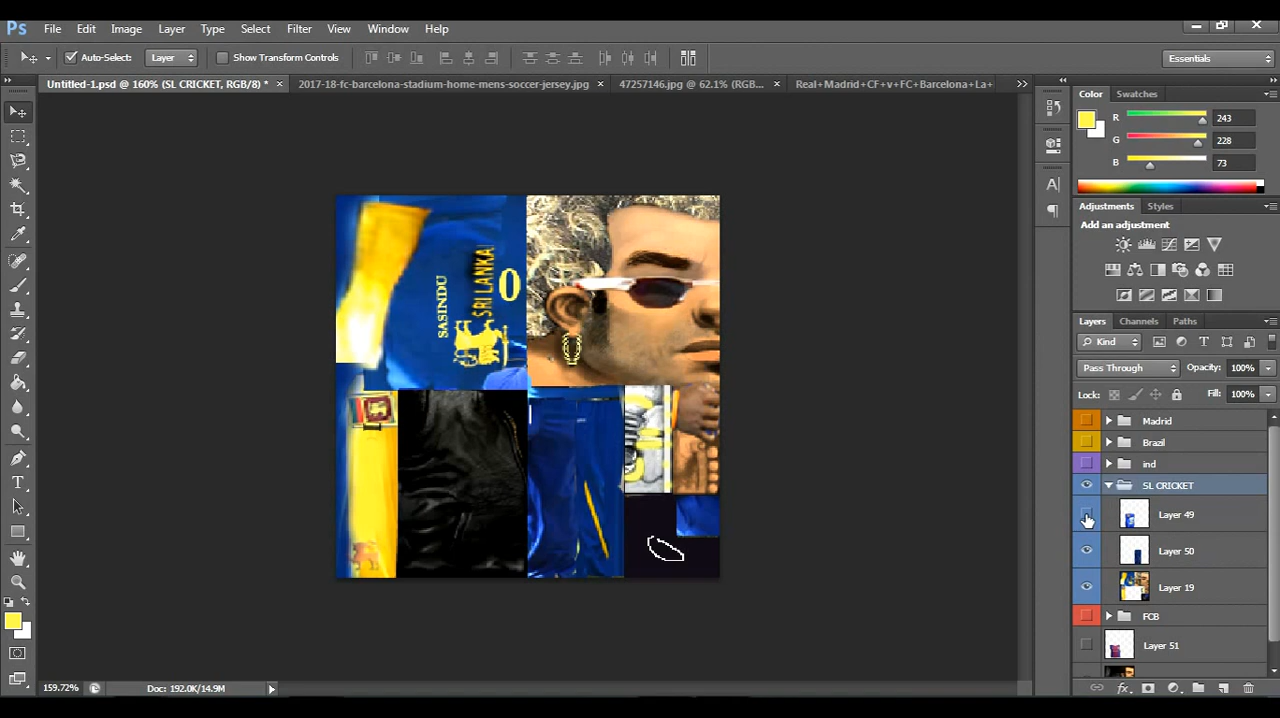 Ps File Edit Image Layer Type Select Filter View Window Help
Auto-Select: Layer Show Transform Controls Essentials
Untitled-1.psd @ 160% (SL CRICKET, RGB/8) * × 2017-18-fc-barcelona-stadium-home-mens-soccer-jersey.jpg × 47257146.jpg @ 62.1% (RGB... × Real+Madrid+CF+v+FC+Barcelona+La+
Color Swatches
R 243
G 228
B 73
Adjustments Styles
Add an adjustment
SASINDU
SRI LANKA
0
Layers Channels Paths
Kind
Pass Through Opacity: 100%
Lock: Fill: 100%
Madrid
Brazil
ind
SL CRICKET
Layer 49
Layer 50
Layer 19
FCB
Layer 51
159.72% Doc: 192.0K/14.9M